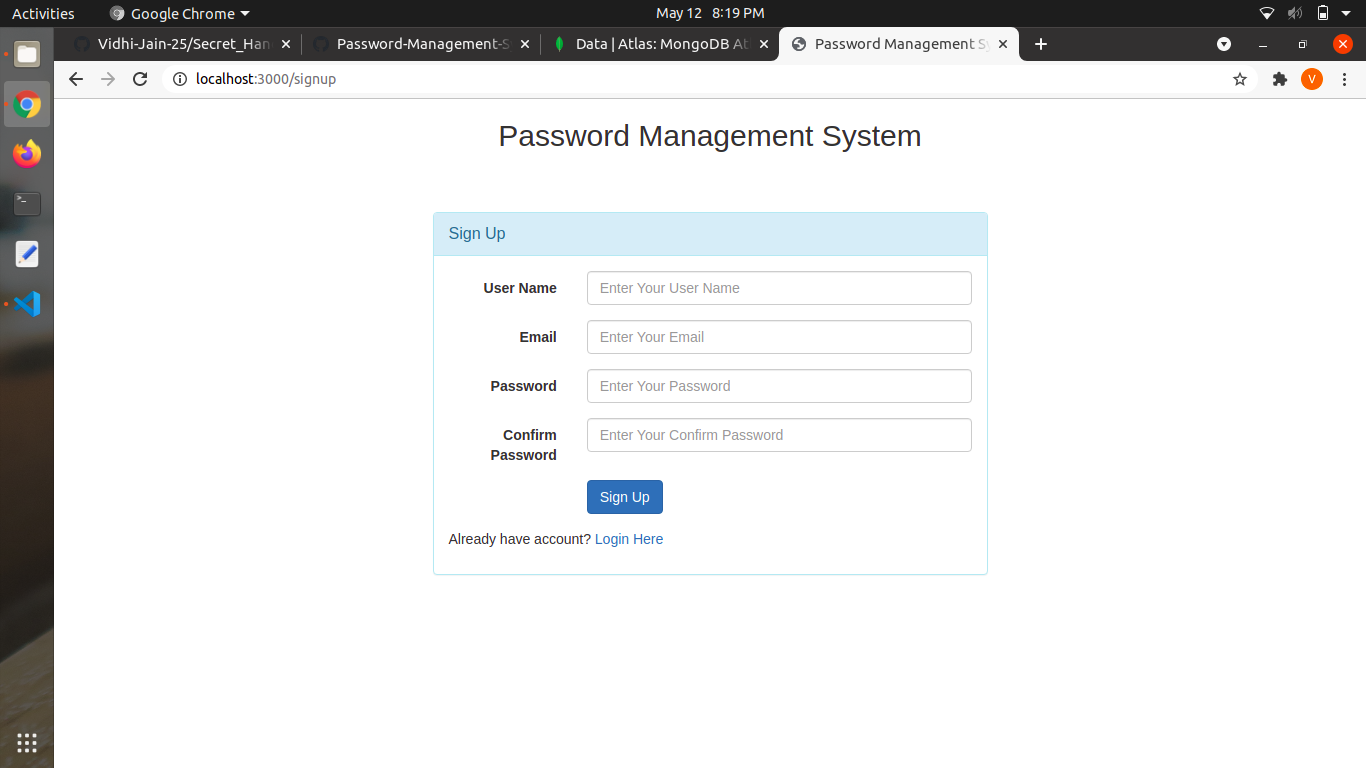 Activities
Google Chrome
May 12 8:19 PM
Vidhi-Jain-25/Secret_Han
Password-Management-S
Data | Atlas: MongoDB At
Password Management Sy
localhost:3000/signup
V
Password Management System
Sign Up
User Name
Enter Your User Name
Email
Enter Your Email
Password
Enter Your Password
Confirm
Password
Enter Your Confirm Password
Sign Up
Already have account? Login Here